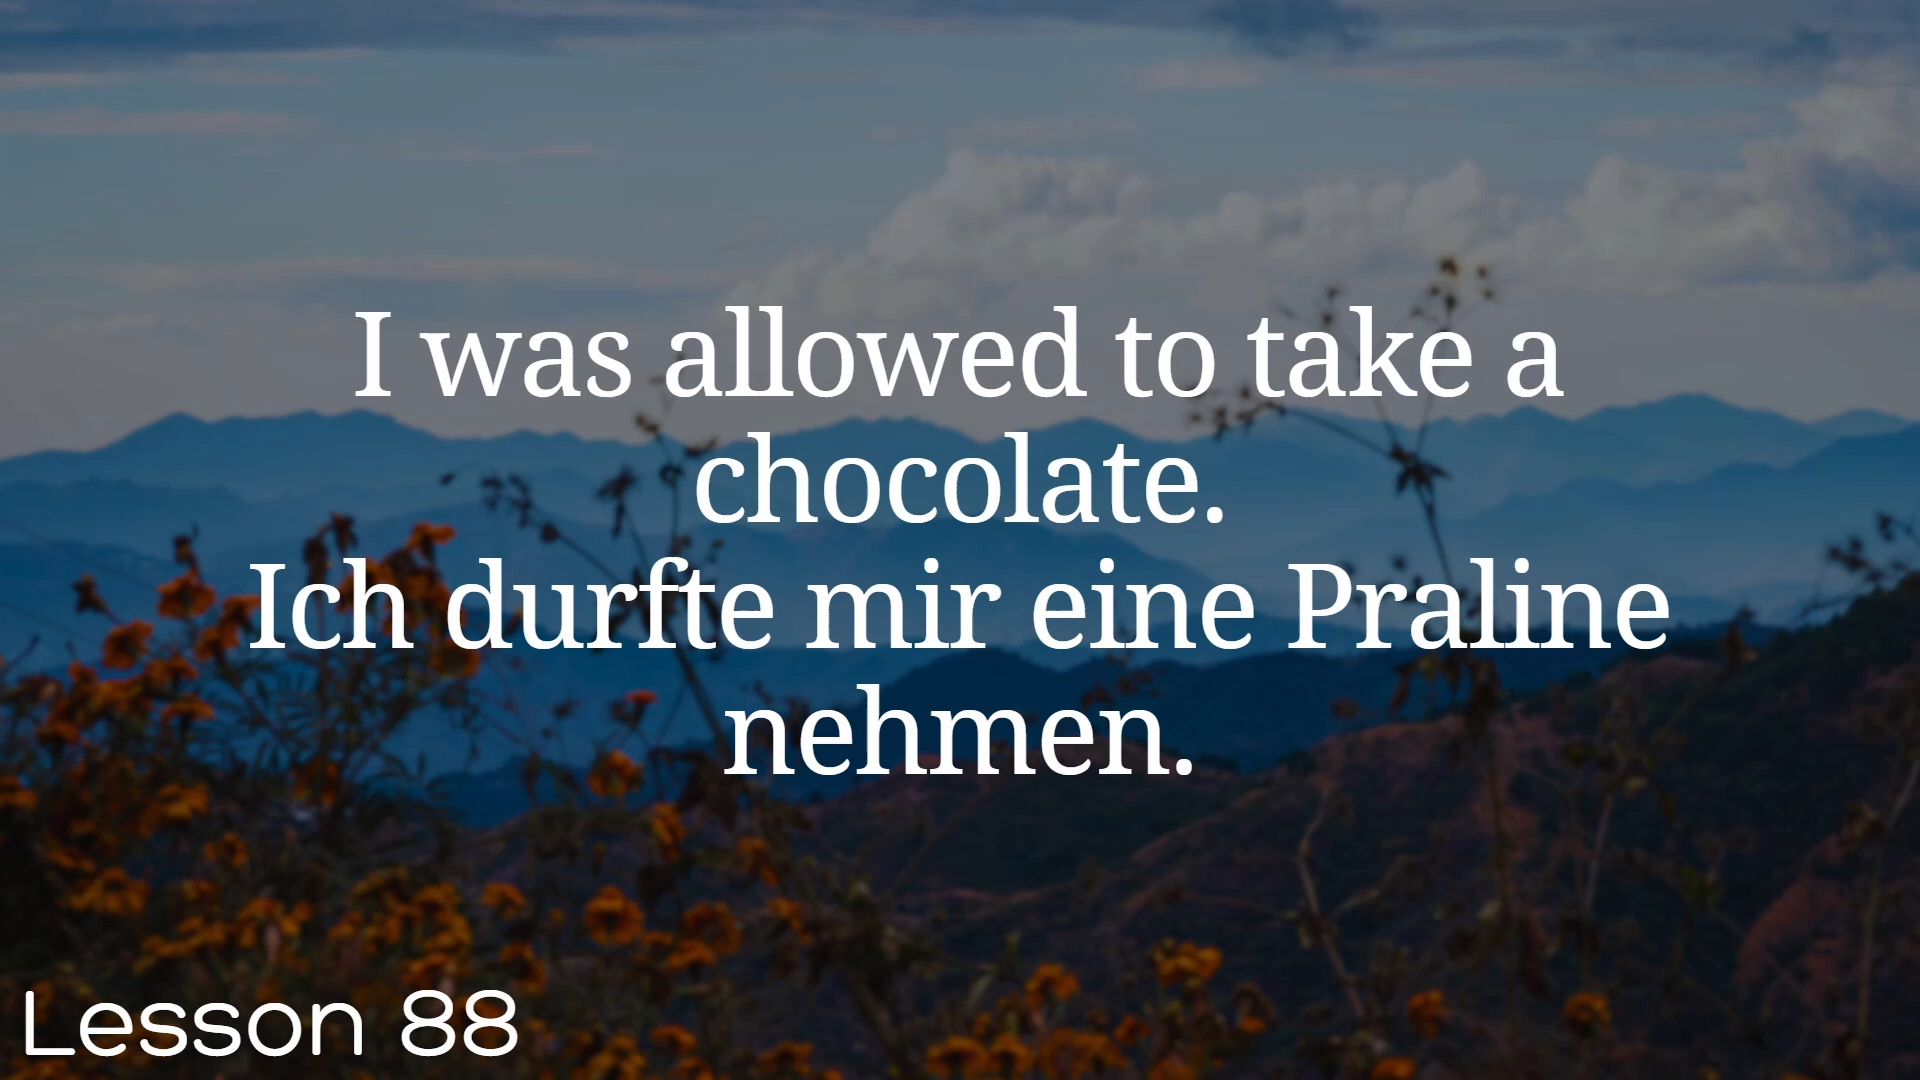 I was allowed to take a
chocolate.
Ich durfte mir eine Praline
nehmen.
Lesson 88